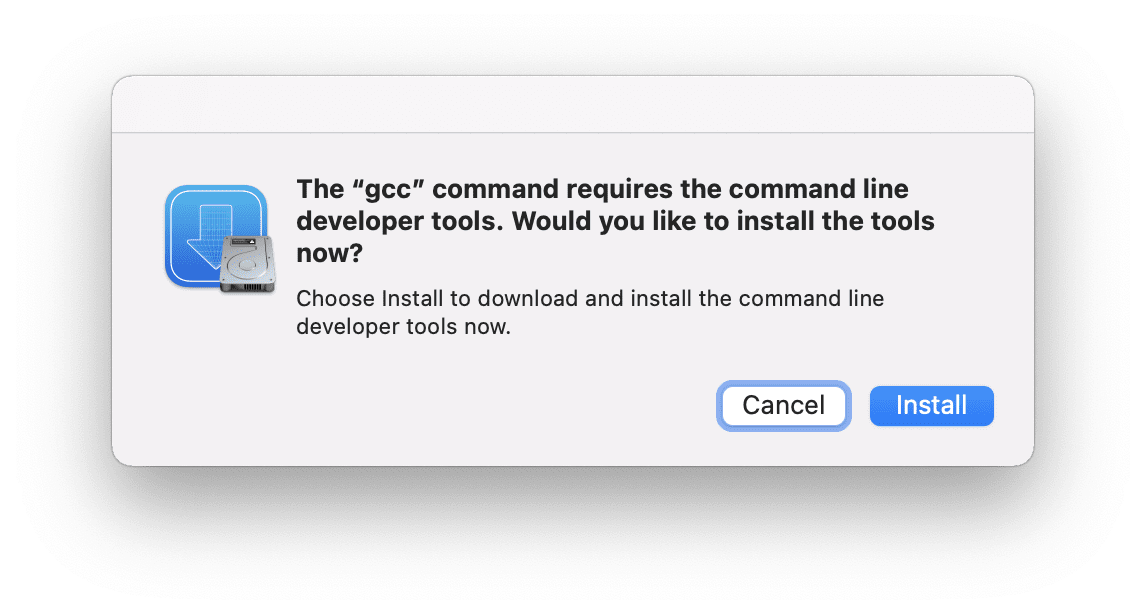 The “gcc” command requires the command line
developer tools. Would you like to install the tools
now?
Choose Install to download and install the command line
developer tools now.
Cancel
Install